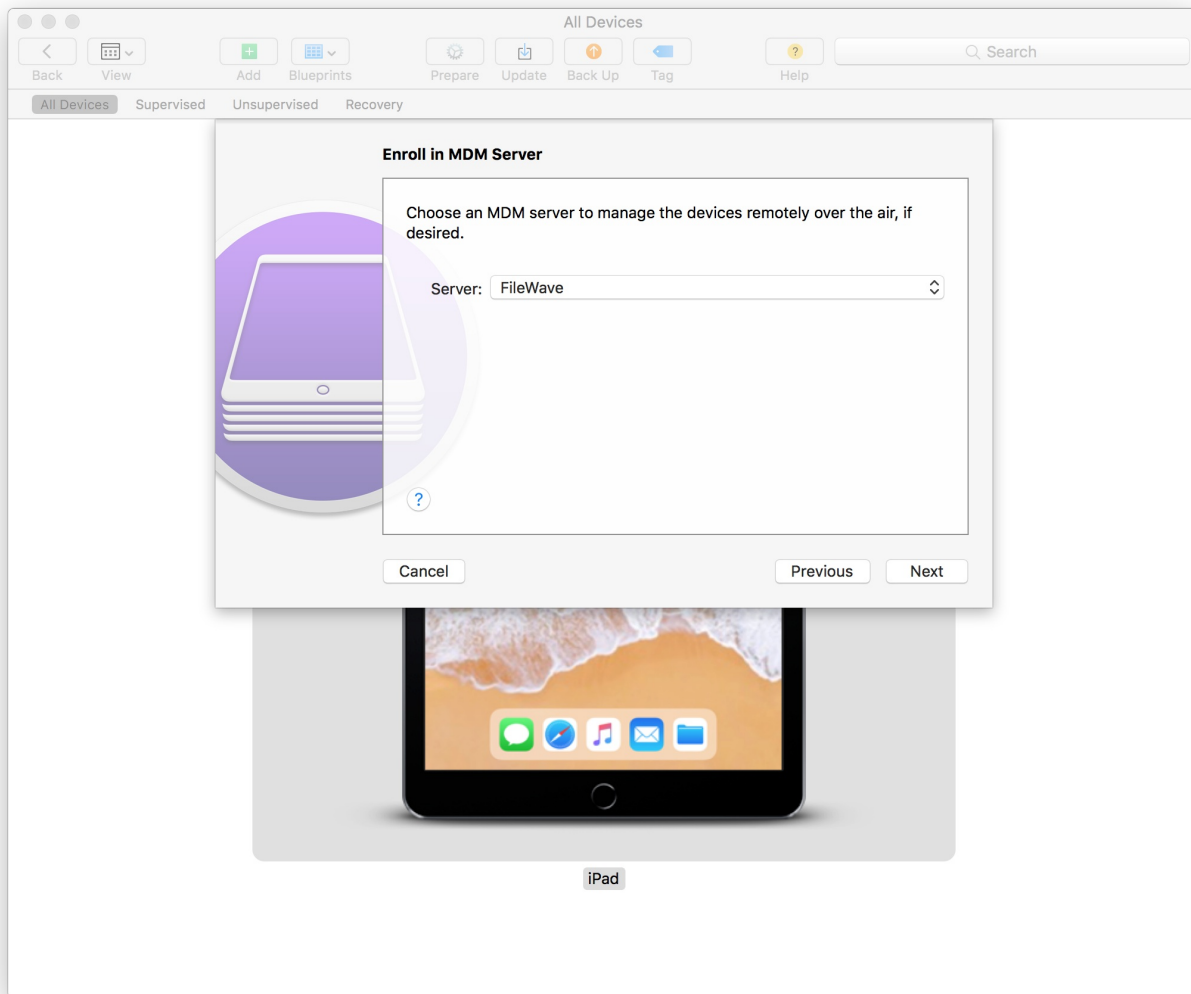 All Devices
Back View Add Blueprints Prepare Update Back Up Tag ? Help Search
All Devices Supervised Unsupervised Recovery
Enroll in MDM Server
Choose an MDM server to manage the devices remotely over the air, if
desired.
Server: FileWave
?
Cancel Previous Next
iPad